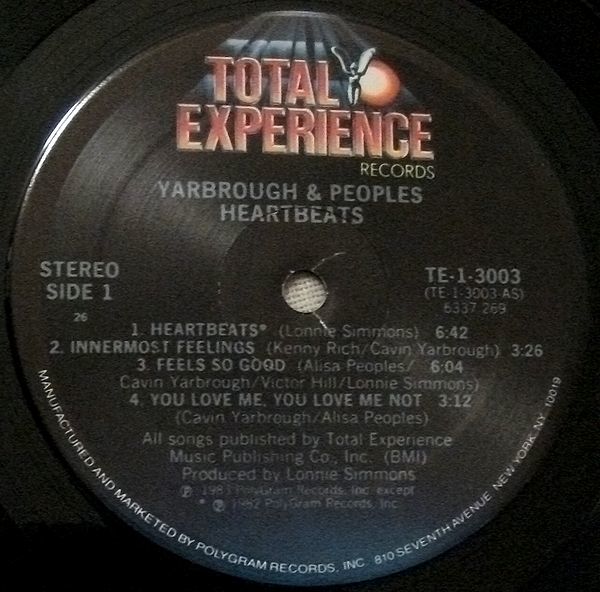 TOTAL
EXPERIENCE
RECORDS
YARBROUGH & PEOPLES
HEARTBEATS
STEREO
SIDE 1
26
TE-1-3003
(TE-1-3003-AS)
6337 269
1. HEARTBEATS* (Lonnie Simmons) 6:42
2. INNERMOST FEELINGS (Kenny Rich/Cavin Yarbrough) 3:26
3. FEELS SO GOOD (Alisa Peoples/ 6:04
Cavin Yarbrough/Victor Hill/Lonnie Simmons)
4. YOU LOVE ME, YOU LOVE ME NOT 3:12
(Cavin Yarbrough/Alisa Peoples)
All songs published by Total Experience
Music Publishing Co., Inc. (BMI)
Produced by Lonnie Simmons
℗ 1983 PolyGram Records, Inc. except
* ℗ 1982 PolyGram Records, Inc.
MANUFACTURED AND MARKETED BY POLYGRAM RECORDS, INC. 810 SEVENTH AVENUE, NEW YORK, N.Y. 10019